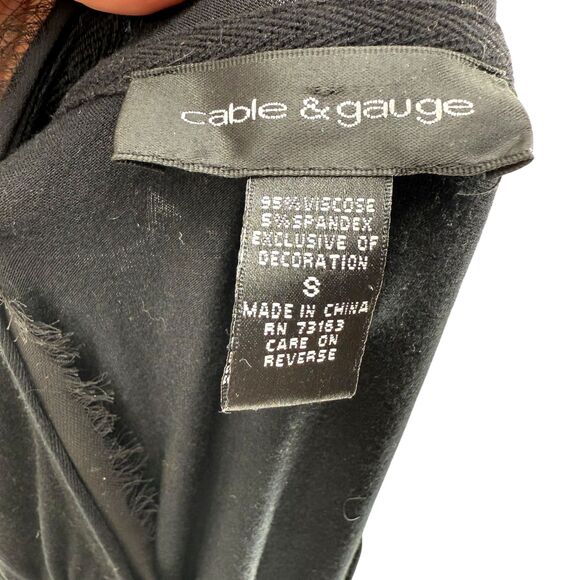 cable & gauge
95% VISCOSE
5% SPANDEX
EXCLUSIVE OF
DECORATION
S
MADE IN CHINA
RN 73163
CARE ON
REVERSE